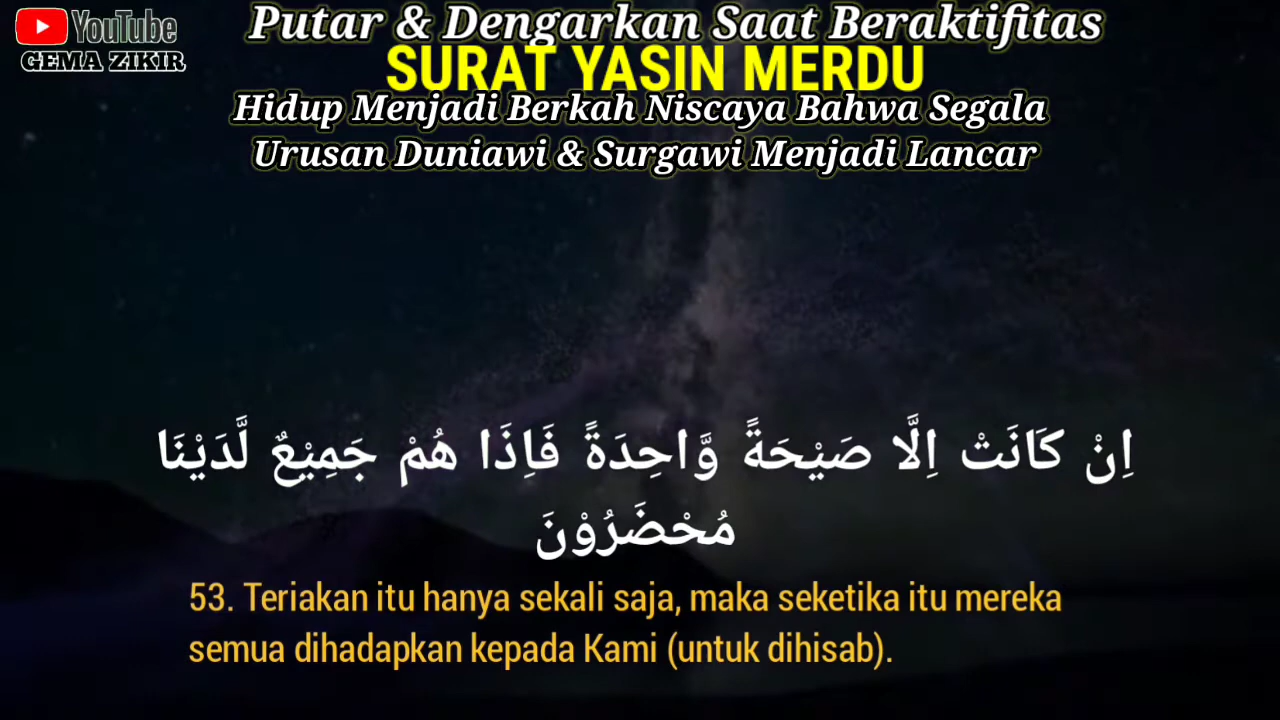 YouTube
GEMA ZIKIR
Putar & Dengarkan Saat Beraktifitas
SURAT YASIN MERDU
Hidup Menjadi Berkah Niscaya Bahwa Segala
Urusan Duniawi & Surgawi Menjadi Lancar
اِنْ كَانَتْ اِلَّا صَيْحَةً وَّاحِدَةً فَاِذَا هُمْ جَمِيْعٌ لَّدَيْنَا
مُحْضَرُوْنَ
53. Teriakan itu hanya sekali saja, maka seketika itu mereka
semua dihadapkan kepada Kami (untuk dihisab).